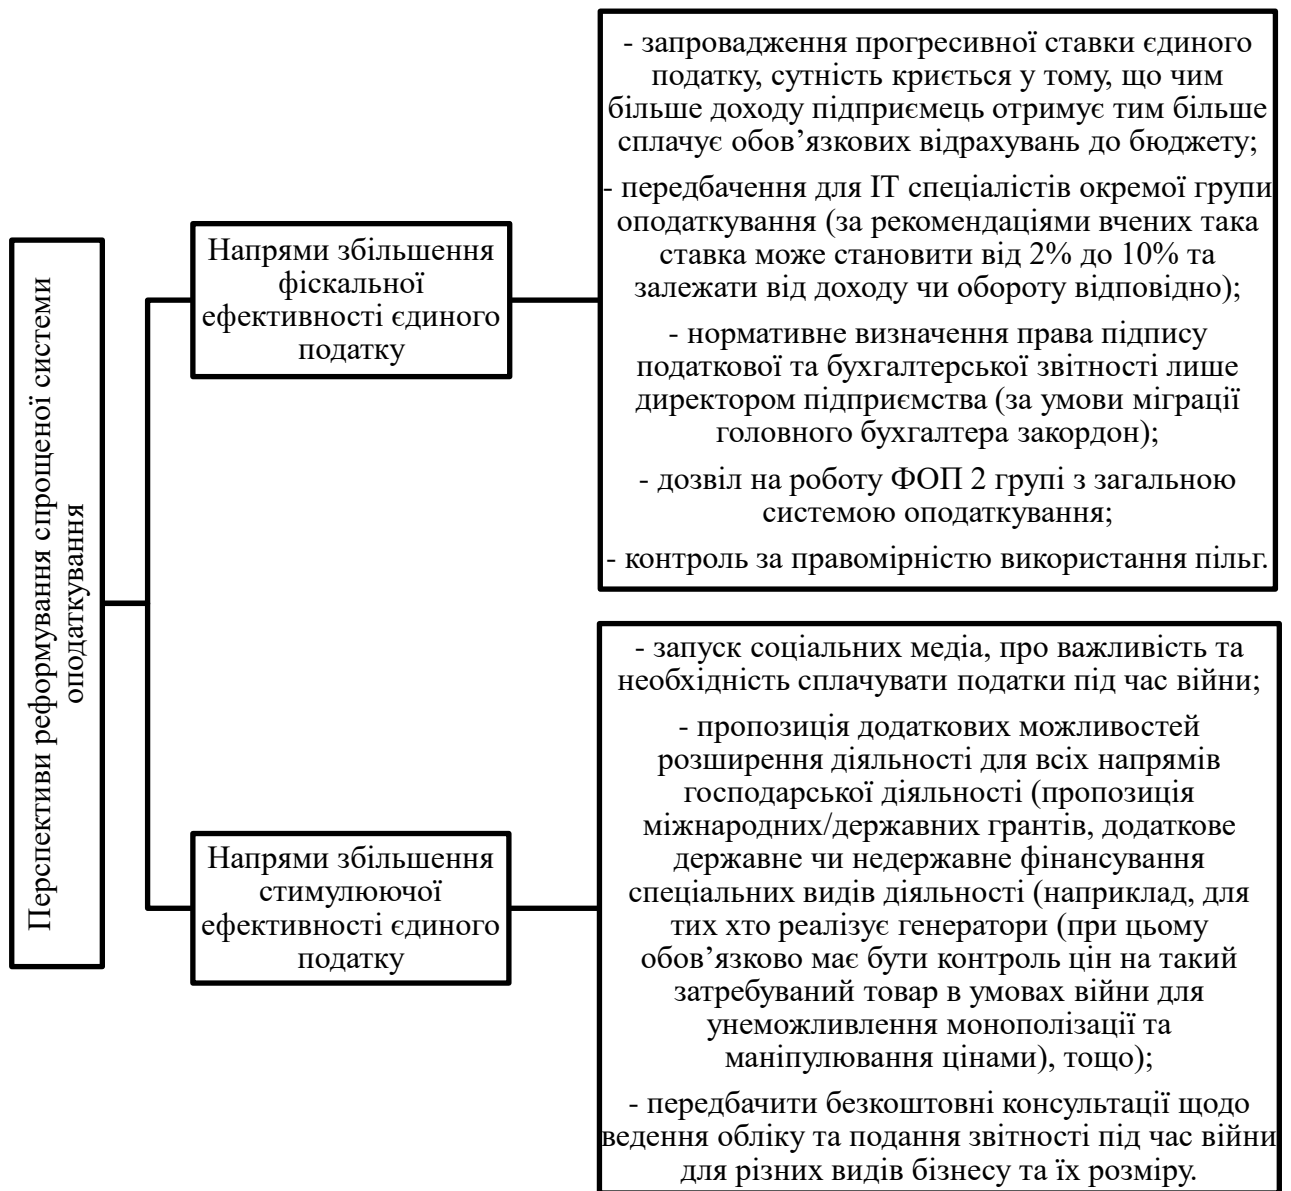 Перспективи реформування спрощеної системи
оподаткування
Напрями збільшення
фіскальної
ефективності єдиного
податку
- запровадження прогресивної ставки єдиного
податку, сутність криється у тому, що чим
більше доходу підприємець отримує тим більше
сплачує обов’язкових відрахувань до бюджету;
- передбачення для ІТ спеціалістів окремої групи
оподаткування (за рекомендаціями вчених така
ставка може становити від 2% до 10% та
залежати від доходу чи обороту відповідно);
- нормативне визначення права підпису
податкової та бухгалтерської звітності лише
директором підприємства (за умови міграції
головного бухгалтера закордон);
- дозвіл на роботу ФОП 2 групі з загальною
системою оподаткування;
- контроль за правомірністю використання пільг.
Напрями збільшення
стимулюючої
ефективності єдиного
податку
- запуск соціальних медіа, про важливість та
необхідність сплачувати податки під час війни;
- пропозиція додаткових можливостей
розширення діяльності для всіх напрямів
господарської діяльності (пропозиція
міжнародних/державних грантів, додаткове
державне чи недержавне фінансування
спеціальних видів діяльності (наприклад, для
тих хто реалізує генератори (при цьому
обов’язково має бути контроль цін на такий
затребуваний товар в умовах війни для
унеможливлення монополізації та
маніпулювання цінами), тощо);
- передбачити безкоштовні консультації щодо
ведення обліку та подання звітності під час війни
для різних видів бізнесу та їх розміру.